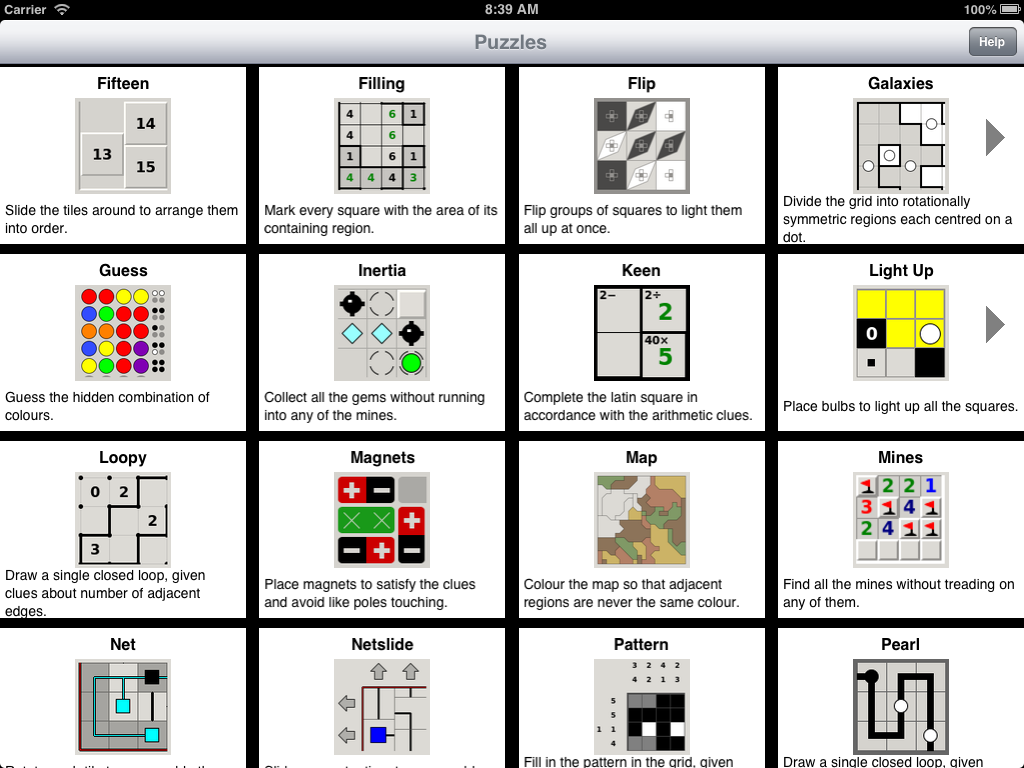 Carrier 8:39 AM 100%
Puzzles
Help
Fifteen Filling Flip Galaxies
14
13
15
4 6 1
4 6
1 6 1
4 4 4 3
Slide the tiles around to arrange them
into order.
Mark every square with the area of its
containing region.
Flip groups of squares to light them
all up at once.
Divide the grid into rotationally
symmetric regions each centred on a
dot.
Guess Inertia Keen Light Up
2− 2÷
2
40×
5
0
Guess the hidden combination of
colours.
Collect all the gems without running
into any of the mines.
Complete the latin square in
accordance with the arithmetic clues.
Place bulbs to light up all the squares.
Loopy Magnets Map Mines
0 2
2
3
2 2 1
3 4
2 4
Draw a single closed loop, given
clues about number of adjacent
edges.
Place magnets to satisfy the clues
and avoid like poles touching.
Colour the map so that adjacent
regions are never the same colour.
Find all the mines without treading on
any of them.
Net Netslide Pattern Pearl
3 2 4 2
4 2 1 3
5
5
1 1
4
Fill in the pattern in the grid, given
Draw a single closed loop, given